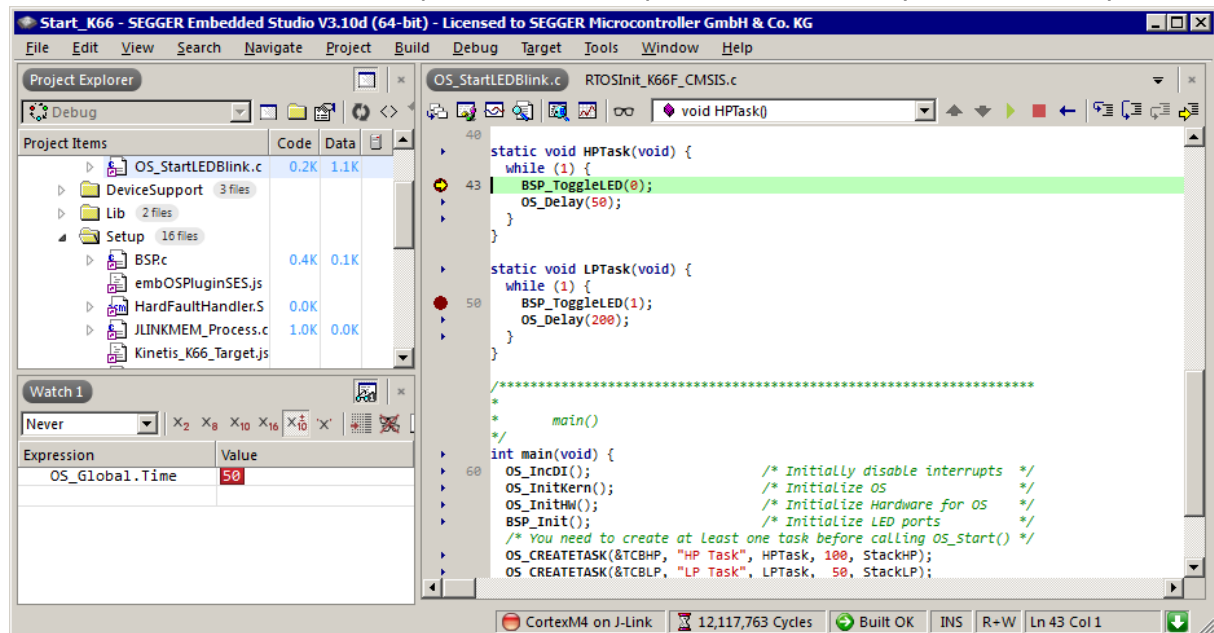 Start_K66 - SEGGER Embedded Studio V3.10d (64-bit) - Licensed to SEGGER Microcontroller GmbH & Co. KG
File Edit View Search Navigate Project Build Debug Target Tools Window Help
Project Explorer
Debug
Project Items Code Data
OS_StartLEDBlink.c 0.2K 1.1K
DeviceSupport 3 files
Lib 2 files
Setup 16 files
BSP.c 0.4K 0.1K
embOSPluginSES.js
HardFaultHandler.S 0.0K
JLINKMEM_Process.c 1.0K 0.0K
Kinetis_K66_Target.js
Watch 1
Never X2 X8 X10 X16 X±10 'X'
Expression Value
OS_Global.Time 50
OS_StartLEDBlink.c RTOSInit_K66F_CMSIS.c
void HPTask()
40
static void HPTask(void) {
while (1) {
43 BSP_ToggleLED(0);
OS_Delay(50);
}
}
static void LPTask(void) {
while (1) {
50 BSP_ToggleLED(1);
OS_Delay(200);
}
}
/*********************************************************************
*
* main()
*/
int main(void) {
60 OS_IncDI(); /* Initially disable interrupts */
OS_InitKern(); /* Initialize OS */
OS_InitHW(); /* Initialize Hardware for OS */
BSP_Init(); /* Initialize LED ports */
/* You need to create at least one task before calling OS_Start() */
OS_CREATETASK(&TCBHP, "HP Task", HPTask, 100, StackHP);
OS_CREATETASK(&TCBLP, "LP Task", LPTask, 50, StackLP);
CortexM4 on J-Link 12,117,763 Cycles Built OK INS R+W Ln 43 Col 1